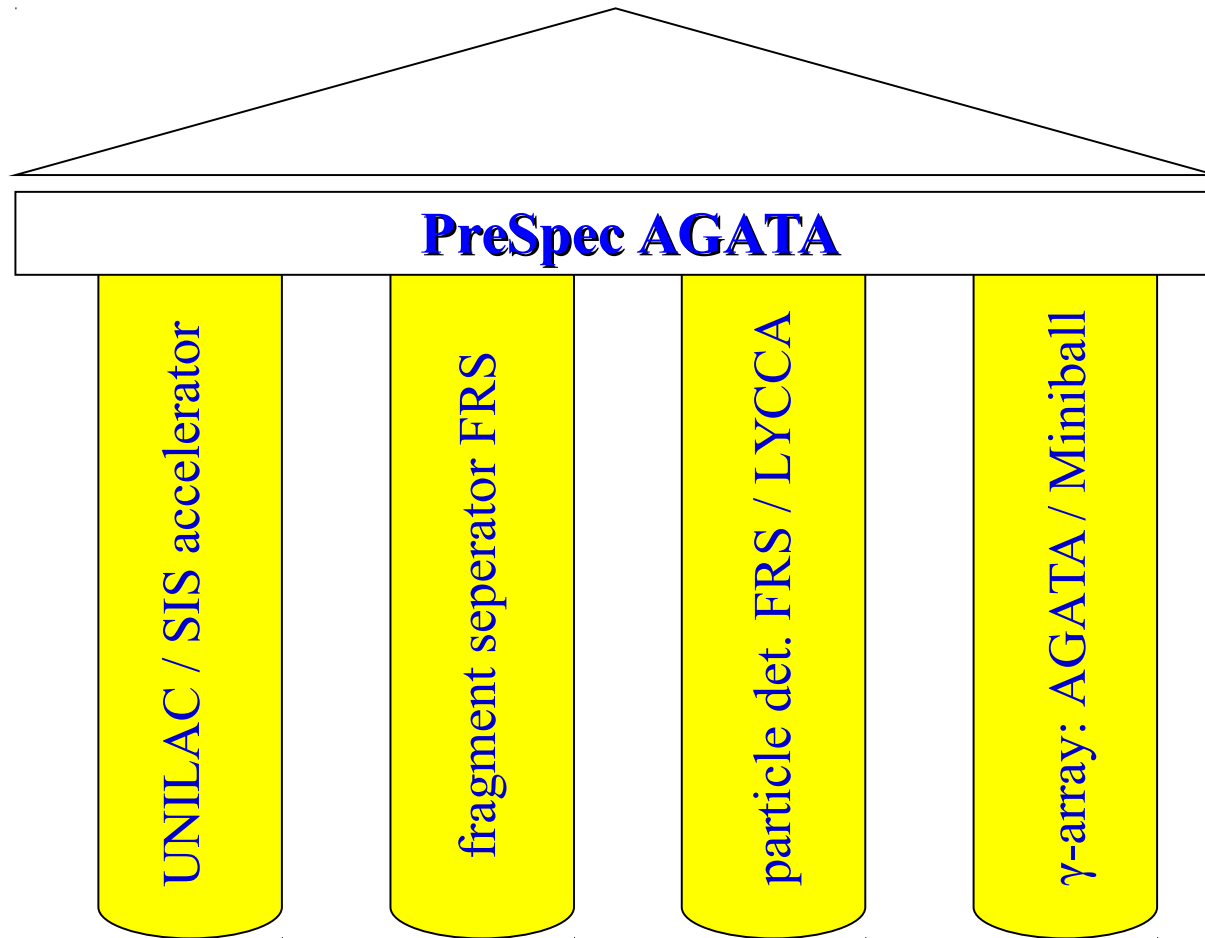 PreSpec AGATA
UNILAC / SIS accelerator
fragment seperator FRS
particle det. FRS / LYCCA
γ-array: AGATA / Miniball